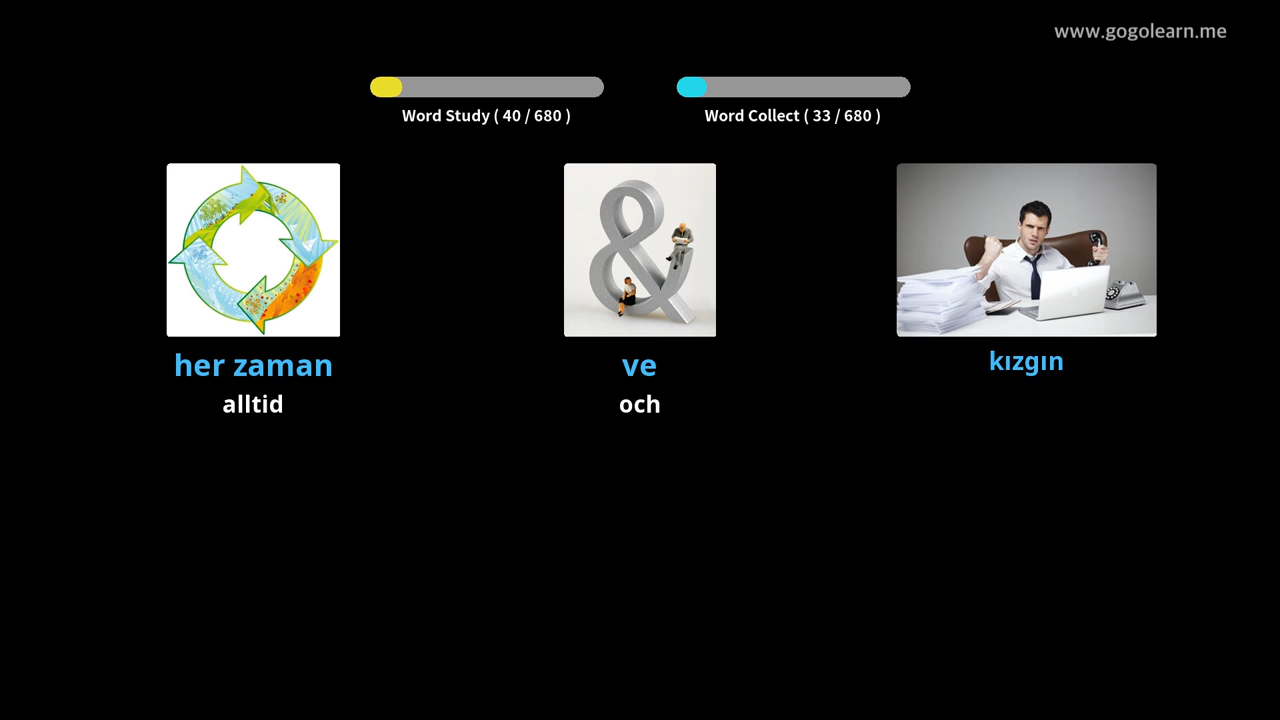 www.gogolearn.me
Word Study ( 40 / 680 )
Word Collect ( 33 / 680 )
her zaman
alltid
ve
och
kızgın